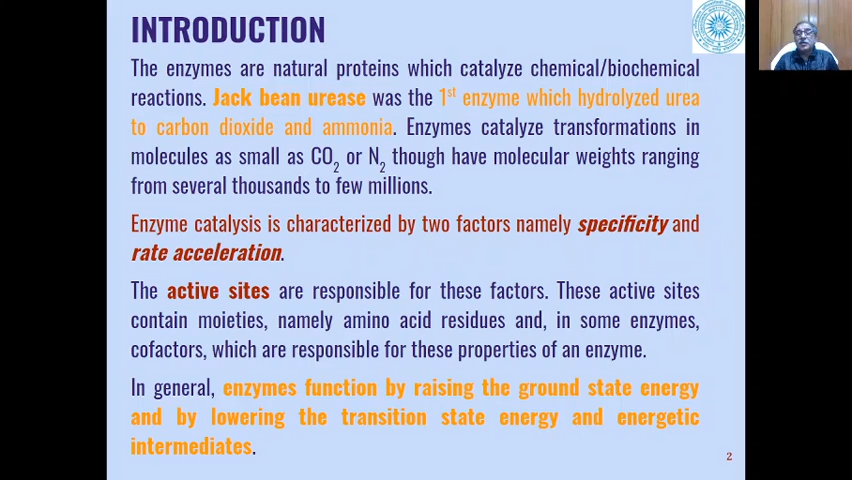 INTRODUCTION
The enzymes are natural proteins which catalyze chemical/biochemical
reactions. Jack bean urease was the 1st enzyme which hydrolyzed urea
to carbon dioxide and ammonia. Enzymes catalyze transformations in
molecules as small as CO2 or N2 though have molecular weights ranging
from several thousands to few millions.
Enzyme catalysis is characterized by two factors namely specificity and
rate acceleration.
The active sites are responsible for these factors. These active sites
contain moieties, namely amino acid residues and, in some enzymes,
cofactors, which are responsible for these properties of an enzyme.
In general, enzymes function by raising the ground state energy
and by lowering the transition state energy and energetic
intermediates.
2